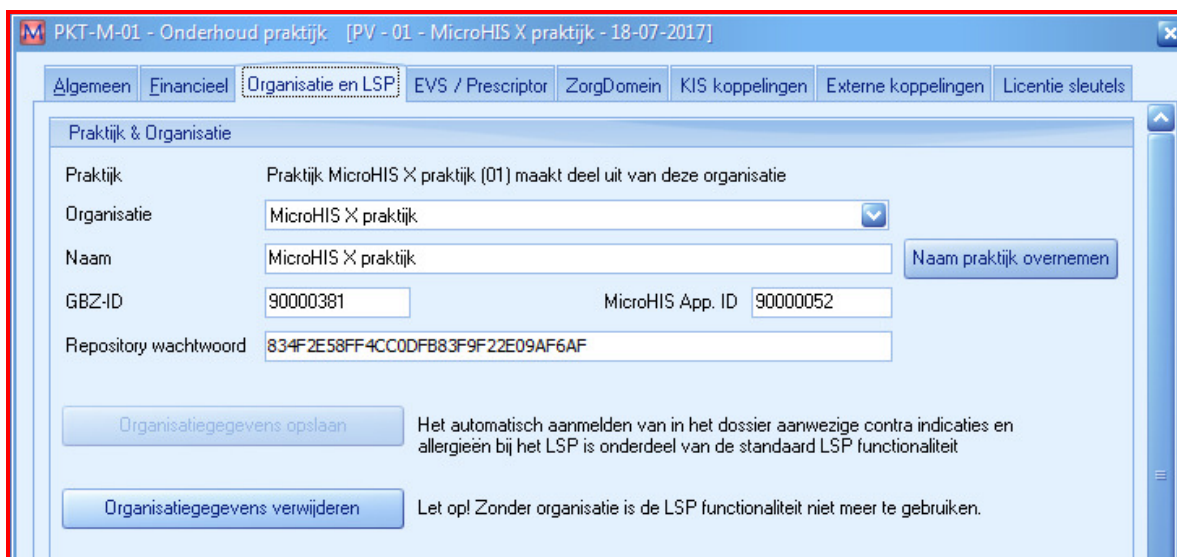 PKT-M-01 - Onderhoud praktijk [PV - 01 - MicroHIS X praktijk - 18-07-2017]
Algemeen Financieel Organisatie en LSP EVS / Prescriptor ZorgDomein KIS koppelingen Externe koppelingen Licentie sleutels
Praktijk & Organisatie
Praktijk Praktijk MicroHIS X praktijk (01) maakt deel uit van deze organisatie
Organisatie MicroHIS X praktijk
Naam MicroHIS X praktijk Naam praktijk overnemen
GBZ-ID 90000381 MicroHIS App. ID 90000052
Repository wachtwoord 834F2E58FF4CC0DFB83F9F22E09AF6AF
Organisatiegegevens opslaan Het automatisch aanmelden van in het dossier aanwezige contra indicaties en
allergieën bij het LSP is onderdeel van de standaard LSP functionaliteit
Organisatiegegevens verwijderen Let op! Zonder organisatie is de LSP functionaliteit niet meer te gebruiken.